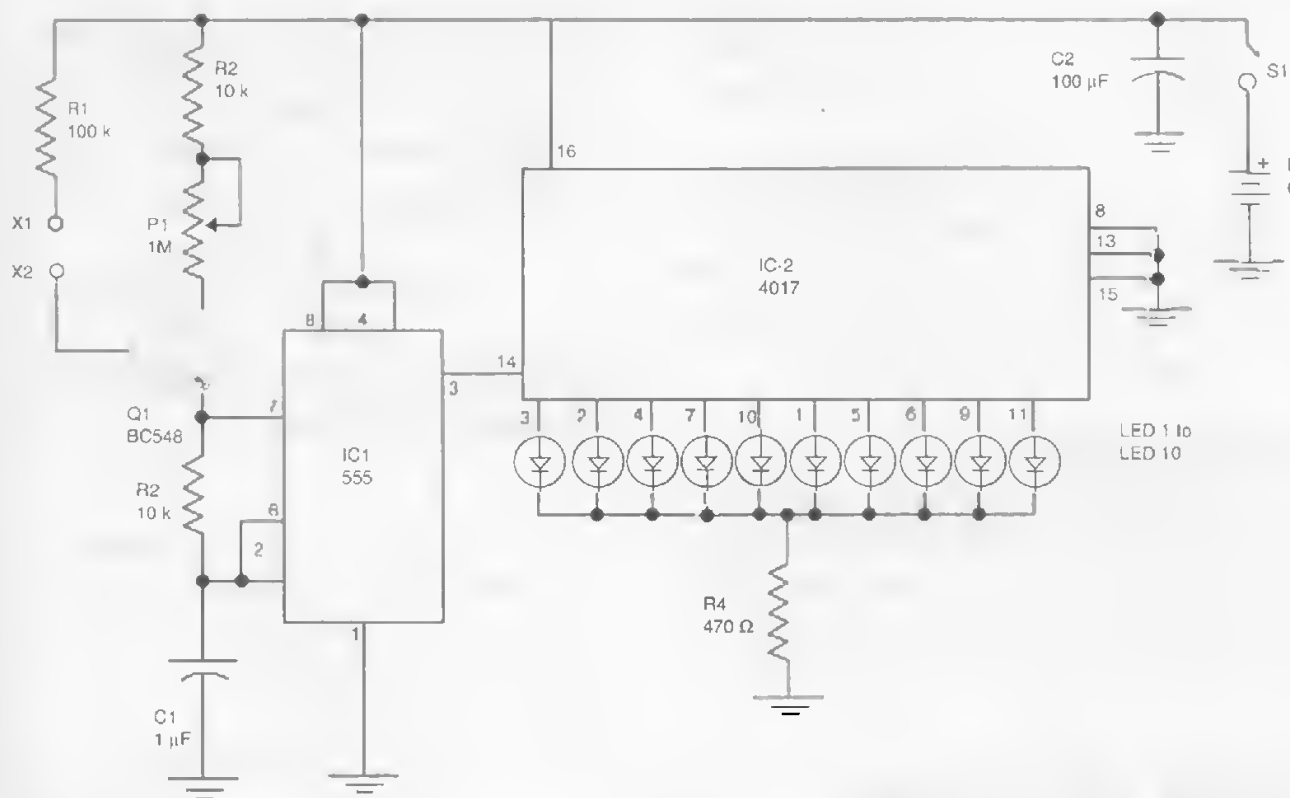 R1
100 k
R2
10 k
P1
1M
X1
X2
Q1
BC548
R2
10 k
C1
1 µF
8
4
7
6
2
3
1
IC1
555
16
14
IC-2
4017
8
13
15
3
2
4
7
10
1
5
6
9
11
LED 1 to
LED 10
R4
470 Ω
C2
100 µF
S1
+